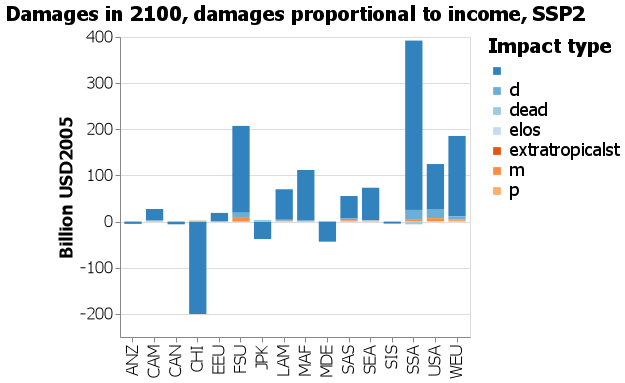 Damages in 2100, damages proportional to income, SSP2
Billion USD2005
400
300
200
100
0
-100
-200
ANZ
CAM
CAN
CHI
EEU
FSU
JPK
LAM
MAF
MDE
SAS
SEA
SIS
SSA
USA
WEU
Impact type
d
dead
elos
extratropicalst
m
p